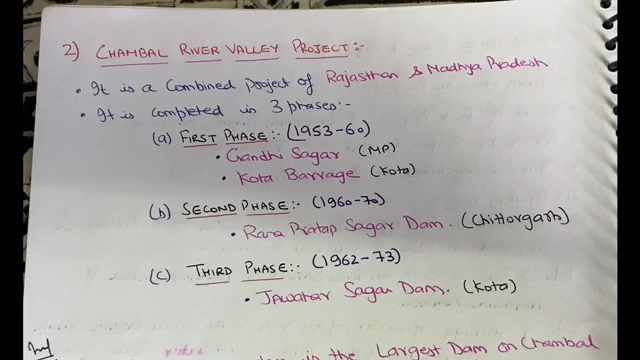 2) CHAMBAL RIVER VALLEY PROJECT:-
• It is a Combined Project of Rajasthan & Madhya Pradesh
• It is completed in 3 phases:-
(a) FIRST PHASE:- (1953-60)
• Gandhi Sagar (MP)
• Kota Barrage (Kota)
(b) SECOND PHASE:- (1960-70)
• Rana Pratap Sagar Dam. (Chittorgarh)
(c) THIRD PHASE:- (1962-73)
• Jawahar Sagar Dam. (Kota)
is the Largest Dam on Chambal